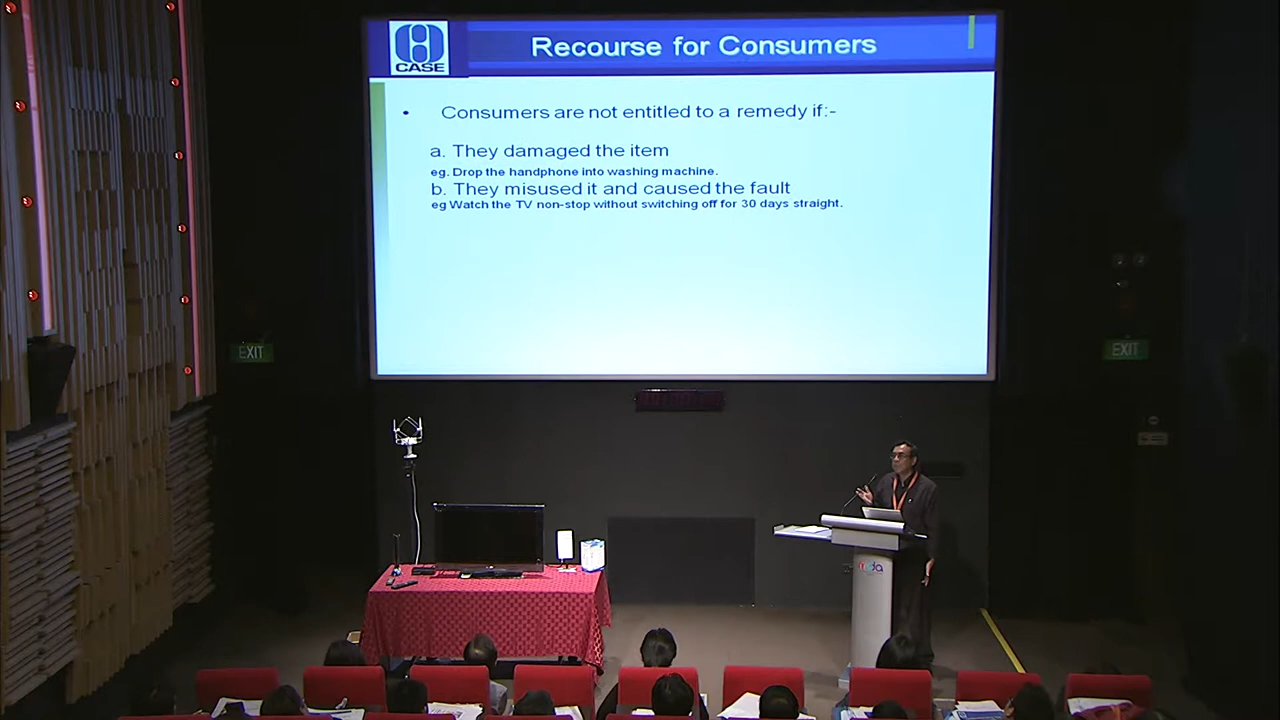 CASE
Recourse for Consumers
• Consumers are not entitled to a remedy if:-
a. They damaged the item
eg. Drop the handphone into washing machine.
b. They misused it and caused the fault
eg Watch the TV non-stop without switching off for 30 days straight.
EXIT
EXIT
mda